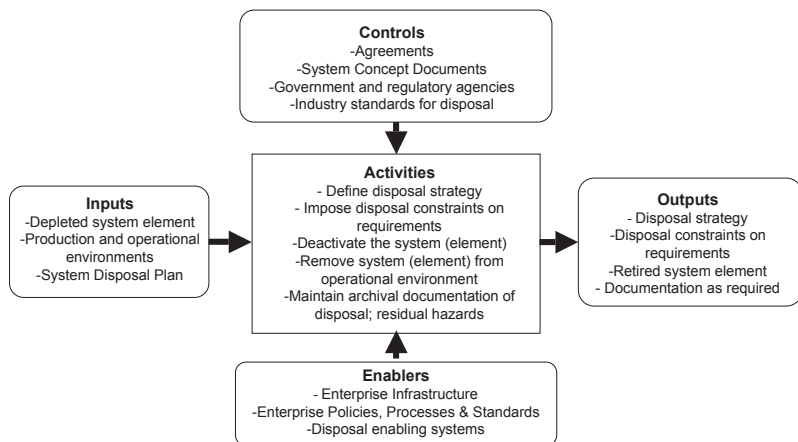 Controls
-Agreements
-System Concept Documents
-Government and regulatory agencies
-Industry standards for disposal
Inputs
-Depleted system element
-Production and operational
environments
-System Disposal Plan
Activities
- Define disposal strategy
- Impose disposal constraints on
requirements
-Deactivate the system (element)
-Remove system (element) from
operational environment
-Maintain archival documentation of
disposal; residual hazards
Outputs
- Disposal strategy
-Disposal constraints on
requirements
-Retired system element
- Documentation as required
Enablers
- Enterprise Infrastructure
-Enterprise Policies, Processes & Standards
-Disposal enabling systems